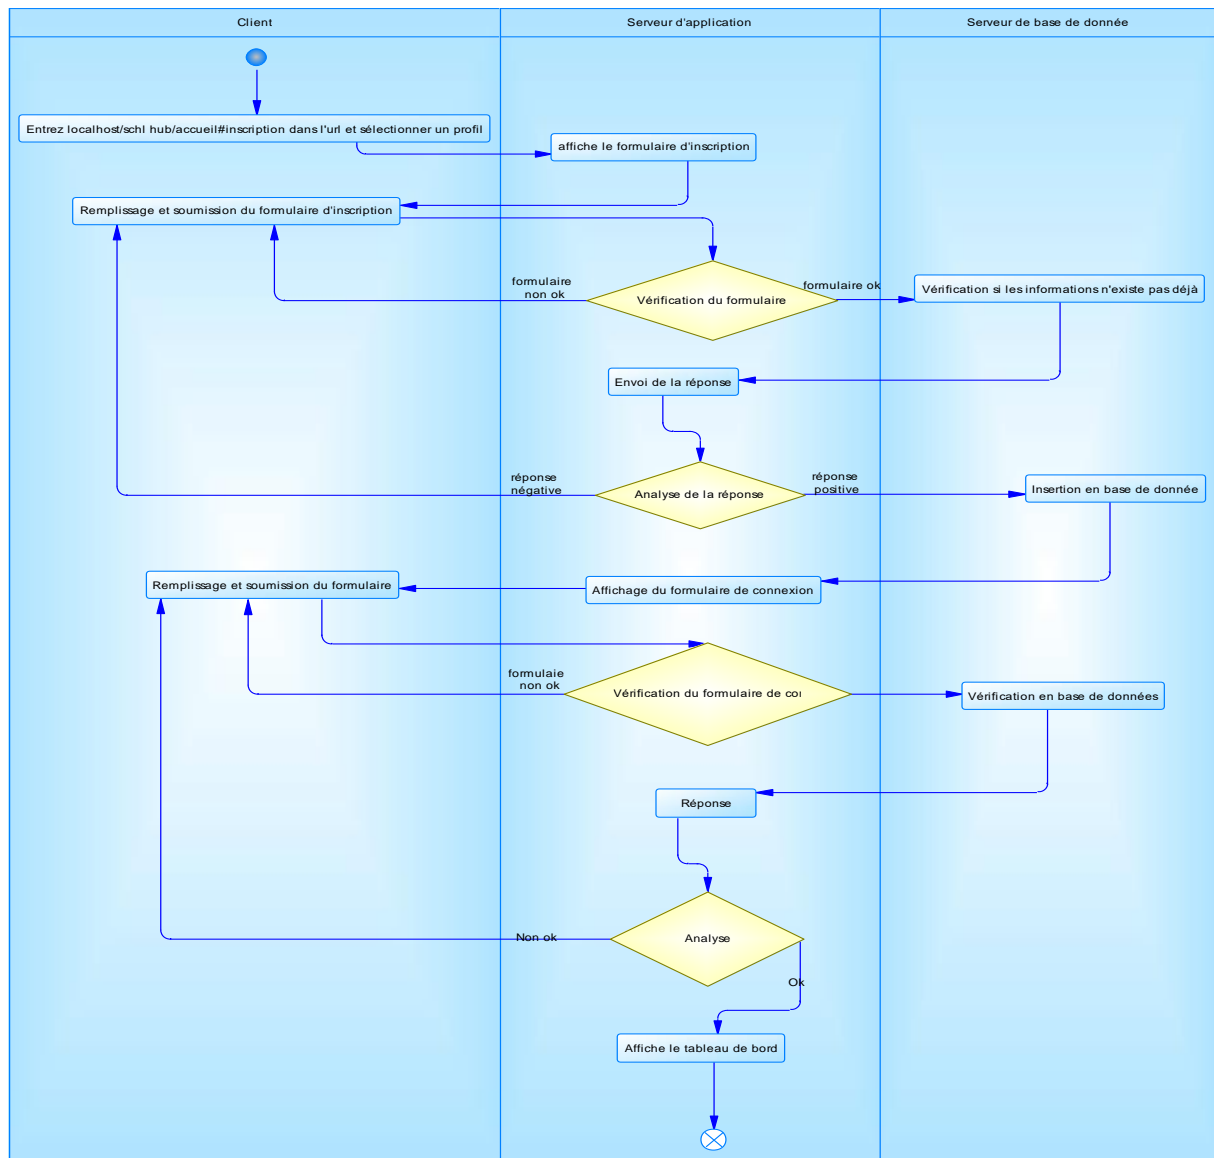 Client
Serveur d'application
Serveur de base de donnée
Entrez localhost/schl hub/accueil#inscription dans l'url et sélectionner un profil
affiche le formulaire d'inscription
Remplissage et soumission du formulaire d'inscription
formulaire
non ok
Vérification du formulaire
formulaire ok
Vérification si les informations n'existe pas déjà
Envoi de la réponse
réponse
négative
Analyse de la réponse
réponse
positive
Insertion en base de donnée
Remplissage et soumission du formulaire
Affichage du formulaire de connexion
formulaie
non ok
Vérification du formulaire de
Vérification en base de données
Réponse
Non ok
Analyse
Ok
Affiche le tableau de bord